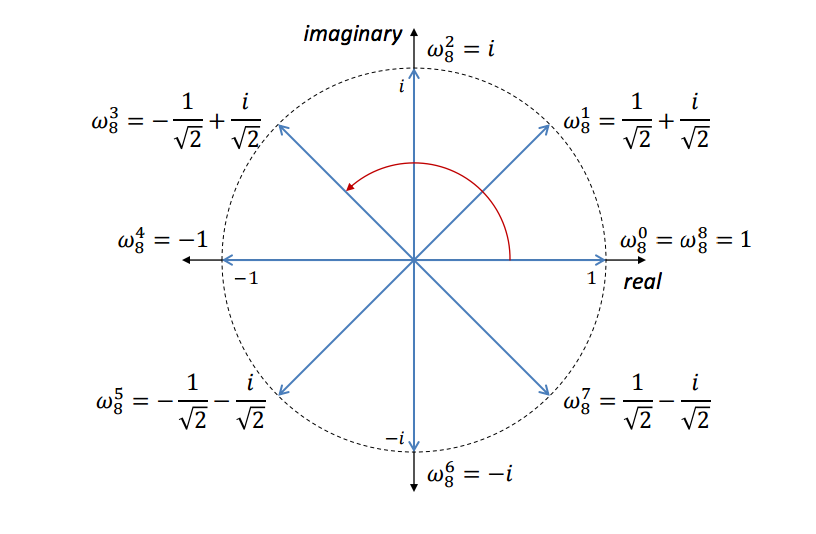 imaginary
ω₈² = i
i
ω₈³ = −1/√2 + i/√2
ω₈¹ = 1/√2 + i/√2
ω₈⁴ = −1
ω₈⁰ = ω₈⁸ = 1
−1
1
real
ω₈⁵ = −1/√2 − i/√2
ω₈⁷ = 1/√2 − i/√2
−i
ω₈⁶ = −i